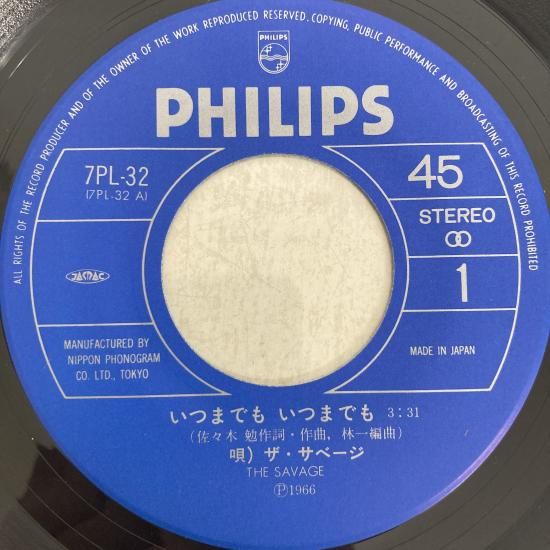 ALL RIGHTS OF THE RECORD PRODUCER AND OF THE OWNER OF THE WORK REPRODUCED RESERVED. COPYING, PUBLIC PERFORMANCE AND BROADCASTING OF THIS RECORD PROHIBITED
PHILIPS
PHILIPS
7PL-32
(7PL-32 A)
45
STEREO
1
JASRAC
MANUFACTURED BY
NIPPON PHONOGRAM
CO. LTD., TOKYO
MADE IN JAPAN
いつまでも いつまでも 3:31
(佐々木 勉作詞・作曲, 林一編曲)
唄) ザ・サベージ
THE SAVAGE
Ⓟ1966